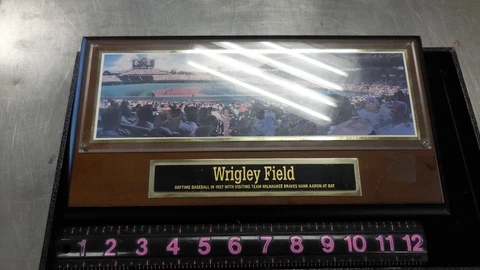 Wrigley Field
DAYTIME BASEBALL IN 1957 WITH VISITING TEAM MILWAUKEE BRAVES HANK AARON AT BAT
1 2 3 4 5 6 7 8 9 10 11 12